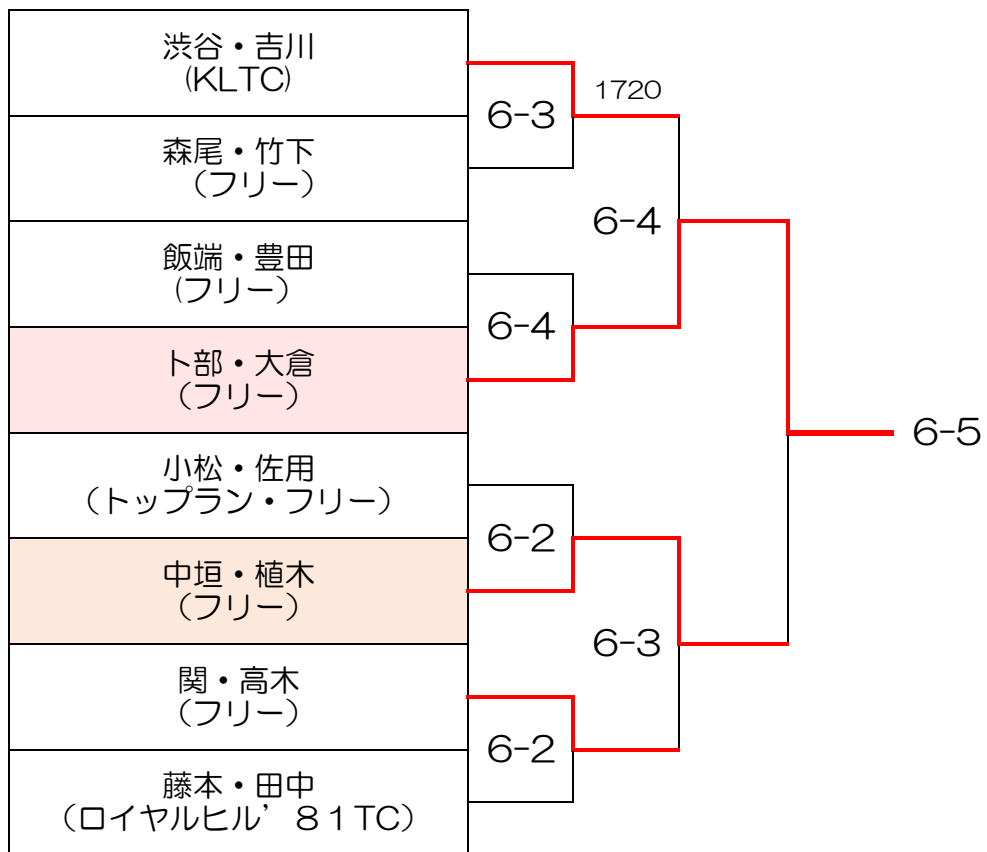 渋谷・吉川
(KLTC)
6-3
1720
森尾・竹下
（フリー）
6-4
飯端・豊田
(フリー）
6-4
卜部・大倉
（フリー）
6-5
小松・佐用
（トップラン・フリー）
6-2
中垣・植木
（フリー）
6-3
関・高木
（フリー）
6-2
藤本・田中
（ロイヤルヒル’８１TC）